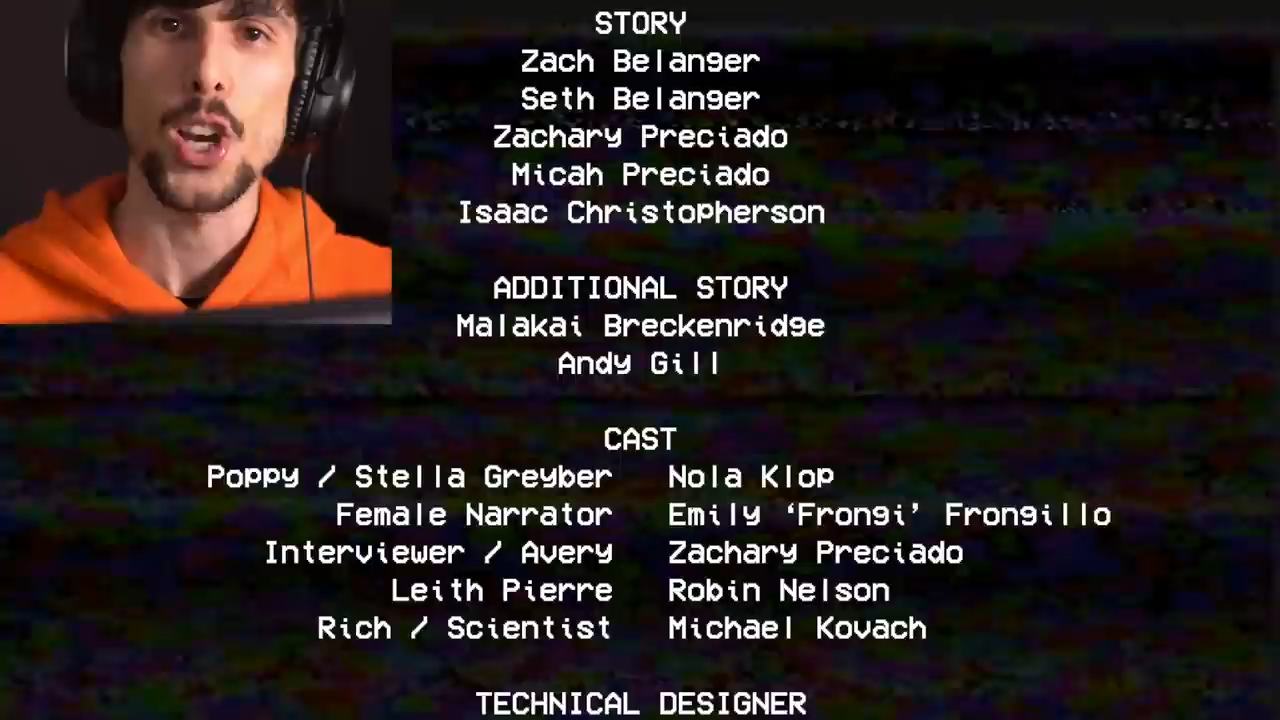 STORY
Zach Belanger
Seth Belanger
Zachary Preciado
Micah Preciado
Isaac Christopherson
ADDITIONAL STORY
Malakai Breckenridge
Andy Gill
CAST
Poppy / Stella Greyber Nola Klop
Female Narrator Emily ‘Frongi’ Frongillo
Interviewer / Avery Zachary Preciado
Leith Pierre Robin Nelson
Rich / Scientist Michael Kovach
TECHNICAL DESIGNER